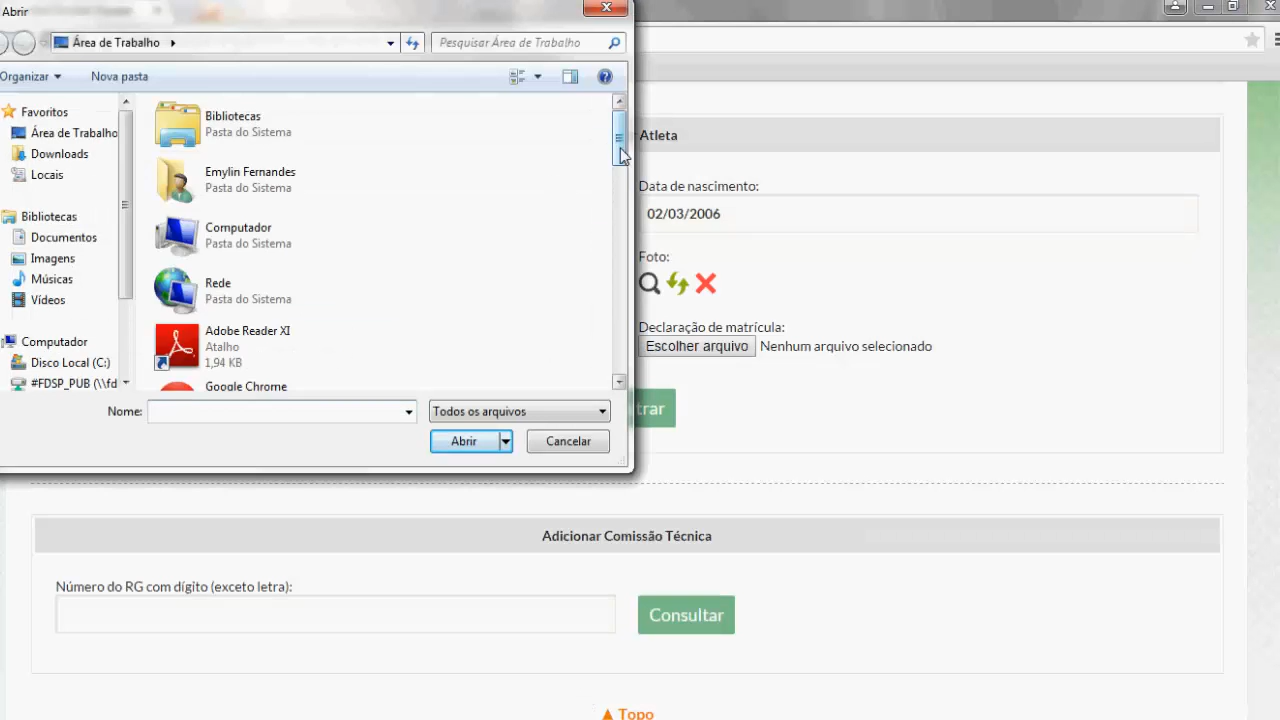 Abrir
Área de Trabalho
Pesquisar Área de Trabalho
Organizar
Nova pasta
Favoritos
Área de Trabalho
Downloads
Locais
Bibliotecas
Documentos
Imagens
Músicas
Vídeos
Computador
Disco Local (C:)
#FDSP_PUB (\\fd
Bibliotecas
Pasta do Sistema
Emylin Fernandes
Pasta do Sistema
Computador
Pasta do Sistema
Rede
Pasta do Sistema
Adobe Reader XI
Atalho
1,94 KB
Google Chrome
Nome:
Todos os arquivos
Abrir
Cancelar
Atleta
Data de nascimento:
02/03/2006
Foto:
Declaração de matrícula:
Escolher arquivo Nenhum arquivo selecionado
trar
Adicionar Comissão Técnica
Número do RG com dígito (exceto letra):
Consultar
Topo